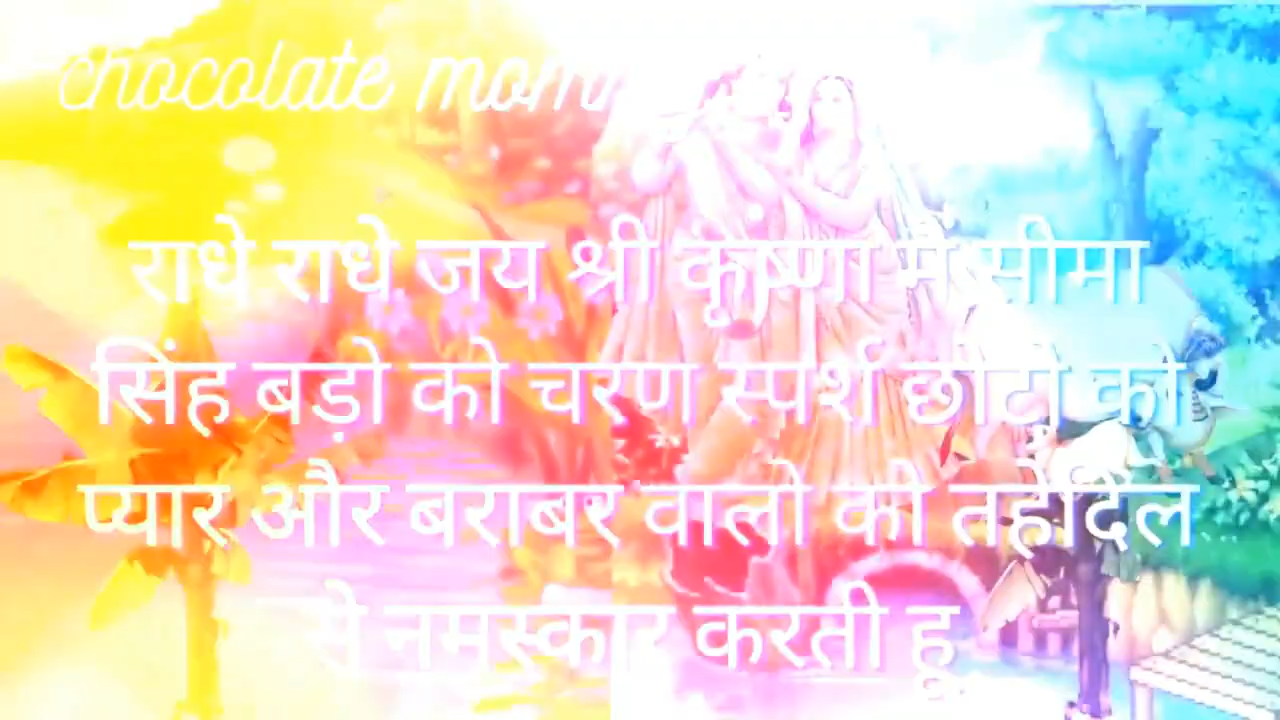 chocolate mom
राधे राधे जय श्री कृष्णा मै सीमा
सिंह बड़ो को चरण स्पर्श छोटो को
प्यार और बराबर वालो को तहेदिल
से नमस्कार करती हू